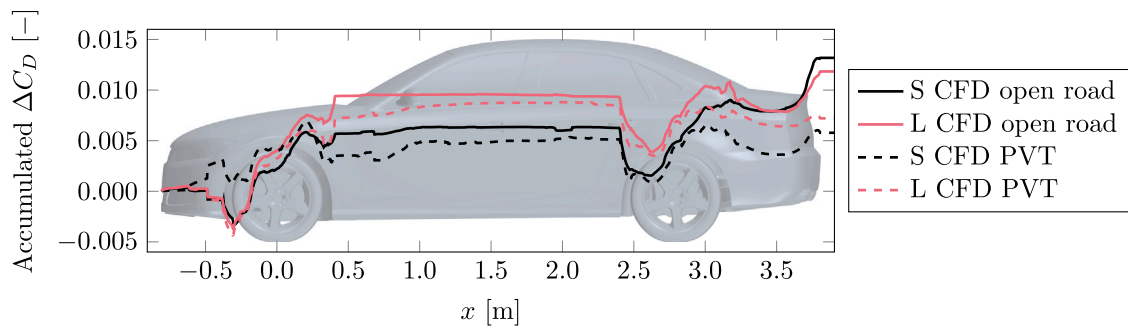 Accumulated ΔC_D [−]
0.015
0.010
0.005
0.000
−0.005
−0.5 0.0 0.5 1.0 1.5 2.0 2.5 3.0 3.5
x [m]
S CFD open road
L CFD open road
S CFD PVT
L CFD PVT